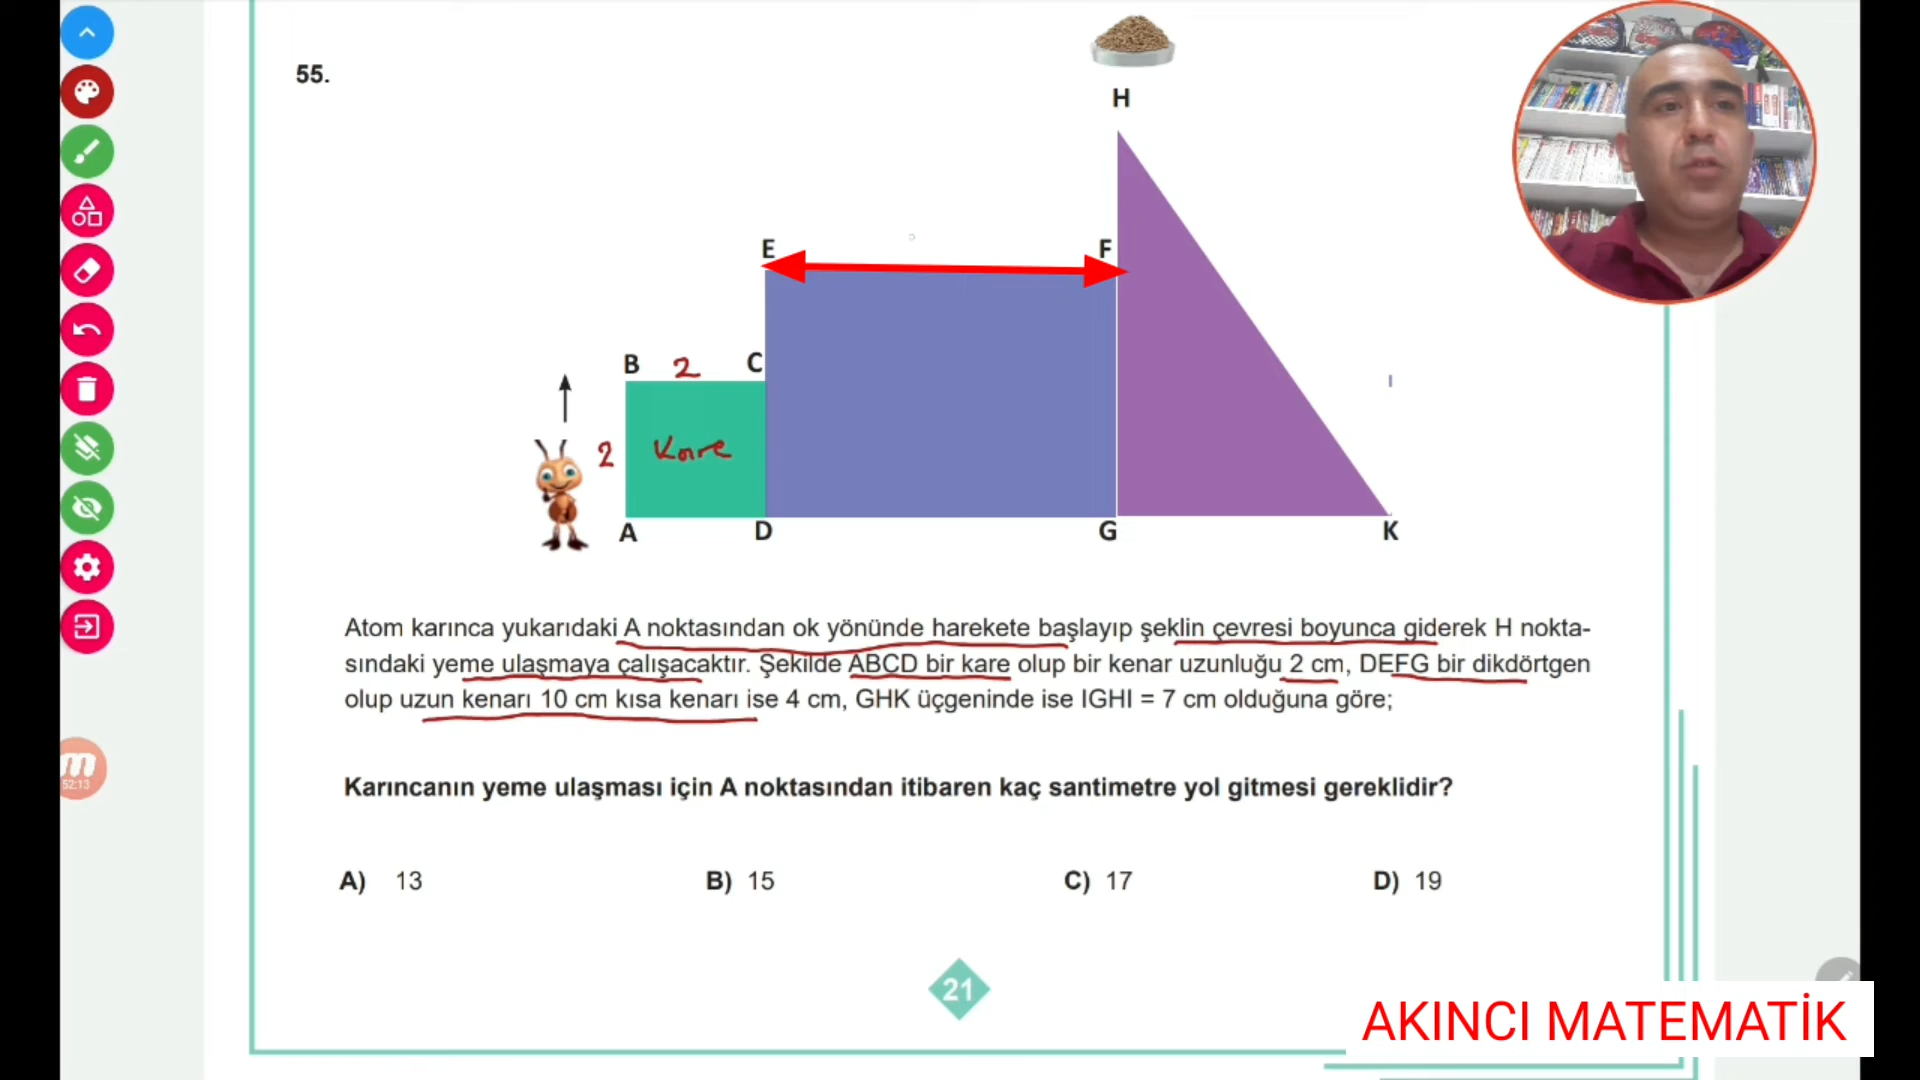 55.
H
E
F
B
2
C
2
Kare
A
D
G
K
Atom karınca yukarıdaki A noktasından ok yönünde harekete başlayıp şeklin çevresi boyunca giderek H nokta-
sındaki yeme ulaşmaya çalışacaktır. Şekilde ABCD bir kare olup bir kenar uzunluğu 2 cm, DEFG bir dikdörtgen
olup uzun kenarı 10 cm kısa kenarı ise 4 cm, GHK üçgeninde ise IGHI = 7 cm olduğuna göre;
Karıncanın yeme ulaşması için A noktasından itibaren kaç santimetre yol gitmesi gereklidir?
A) 13
B) 15
C) 17
D) 19
21
m
52:13
AKINCI MATEMATİK